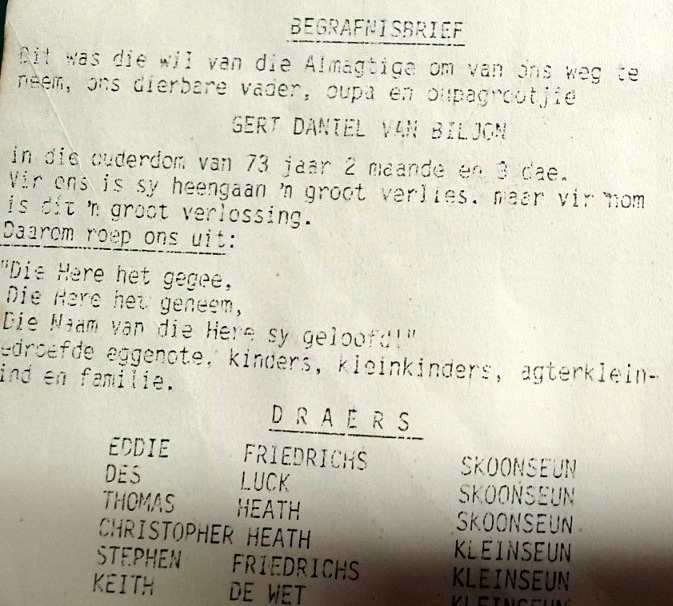 BEGRAFNISBRIEF
Dit was die wil van die Almagtige om van ons weg te
neem, ons dierbare vader, oupa en oupagrootjie
GERT DANIEL VAN BILJON
in die ouderdom van 73 jaar 2 maande en dae.
Vir ons is sy heengaan 'n groot verlies. maar vir hom
is dit 'n groot verlossing.
Daarom roep ons uit:
"Die Here het gegee,
Die Here het geneem,
Die Naam van die Here sy geloofd!"
edroefde eggenote, kinders, kleinkinders, agterklein-
ind en familie.
DRAERS
EDDIE FRIEDRICHS SKOONSEUN
DES LUCK SKOONSEUN
THOMAS HEATH SKOONSEUN
CHRISTOPHER HEATH KLEINSEUN
STEPHEN FRIEDRICHS KLEINSEUN
KEITH DE WET KLEINSEUN